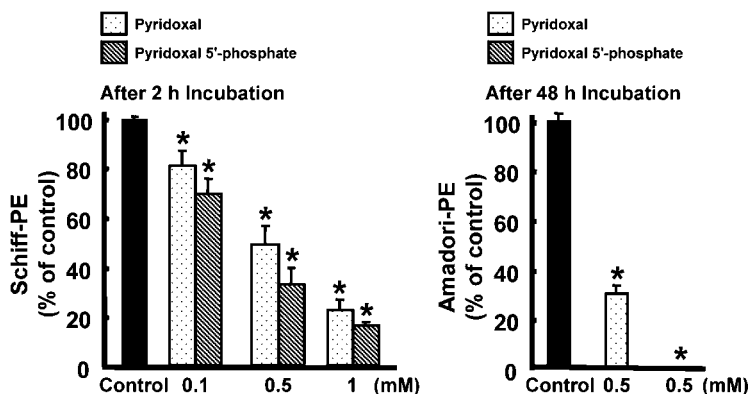 Pyridoxal
Pyridoxal 5'-phosphate
After 2 h Incubation
Schiff-PE
(% of control)
100
80
60
40
20
0
* * * * * *
Control 0.1 0.5 1 (mM)
Pyridoxal
Pyridoxal 5'-phosphate
After 48 h Incubation
Amadori-PE
(% of control)
100
80
60
40
20
0
* *
Control 0.5 0.5 (mM)